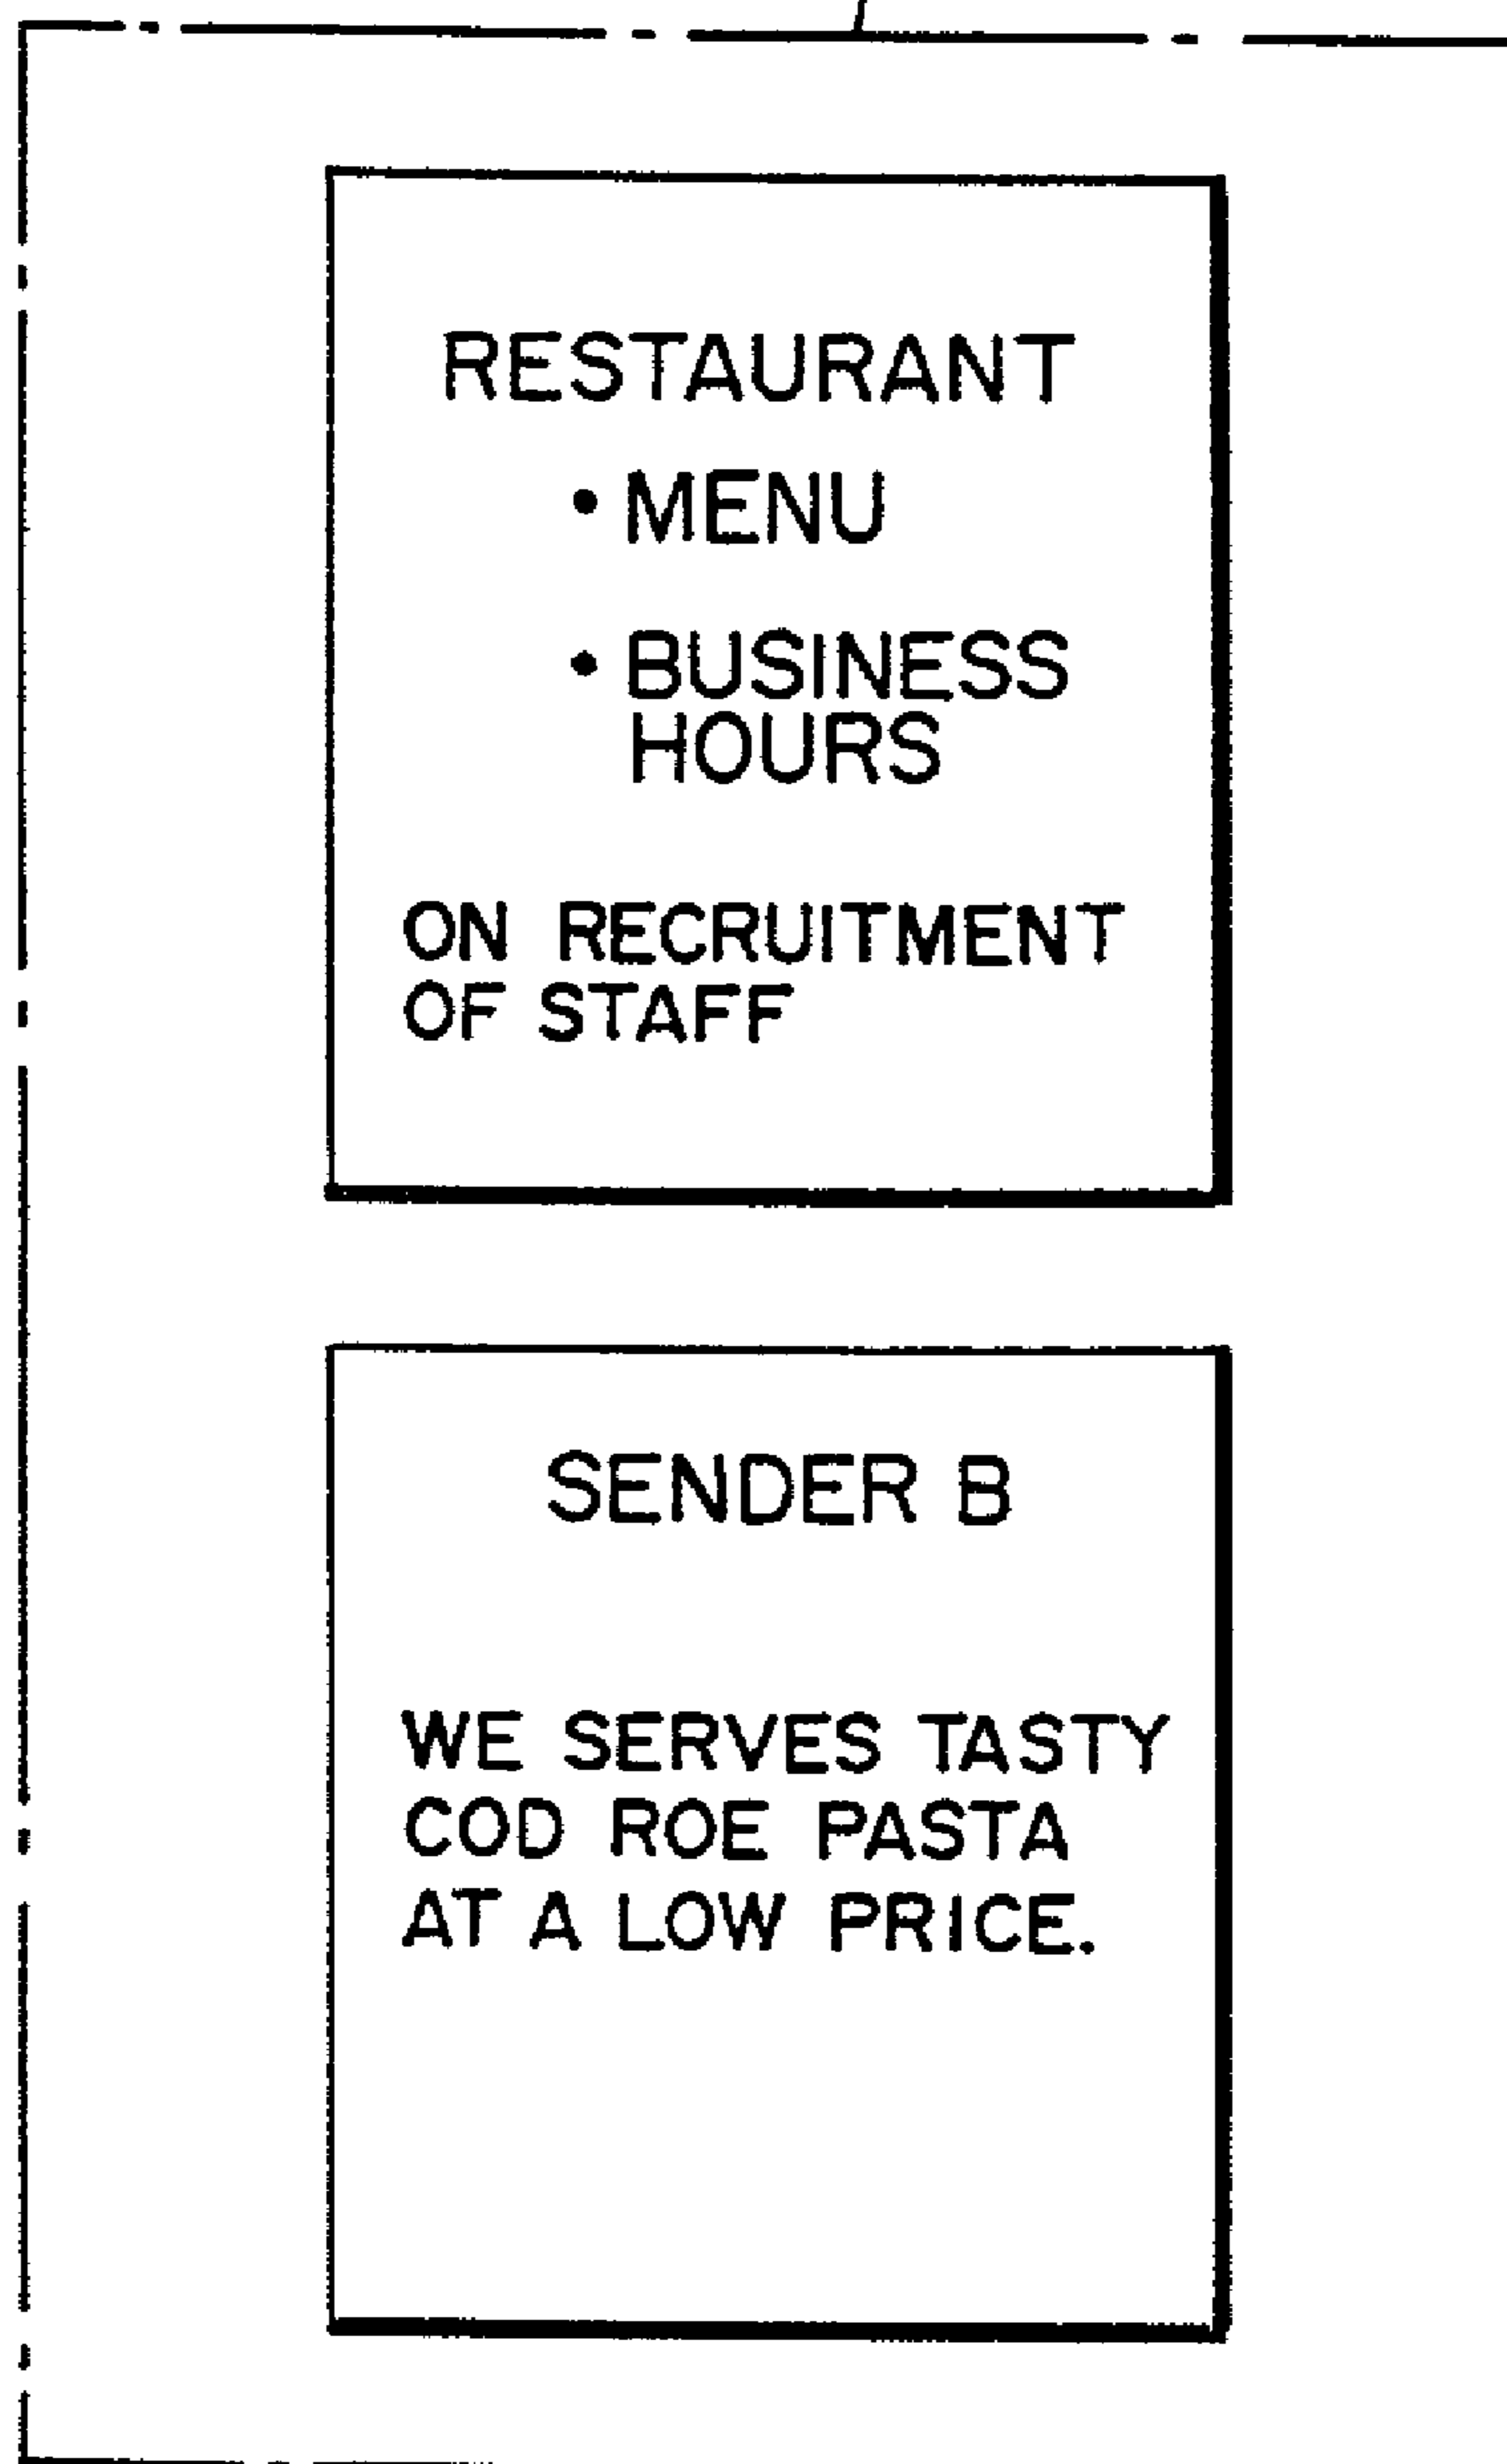 RESTAURANT
• MENU
• BUSINESS
HOURS
ON RECRUITMENT
OF STAFF
SENDER B
WE SERVES TASTY
COD ROE PASTA
AT A LOW PRICE.